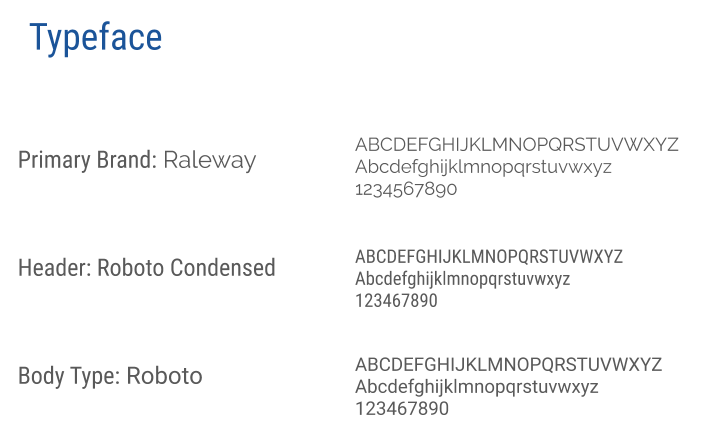 Typeface
Primary Brand: Raleway
ABCDEFGHIJKLMNOPQRSTUVWXYZ
Abcdefghijklmnopqrstuvwxyz
1234567890
Header: Roboto Condensed
ABCDEFGHIJKLMNOPQRSTUVWXYZ
Abcdefghijklmnopqrstuvwxyz
123467890
Body Type: Roboto
ABCDEFGHIJKLMNOPQRSTUVWXYZ
Abcdefghijklmnopqrstuvwxyz
123467890